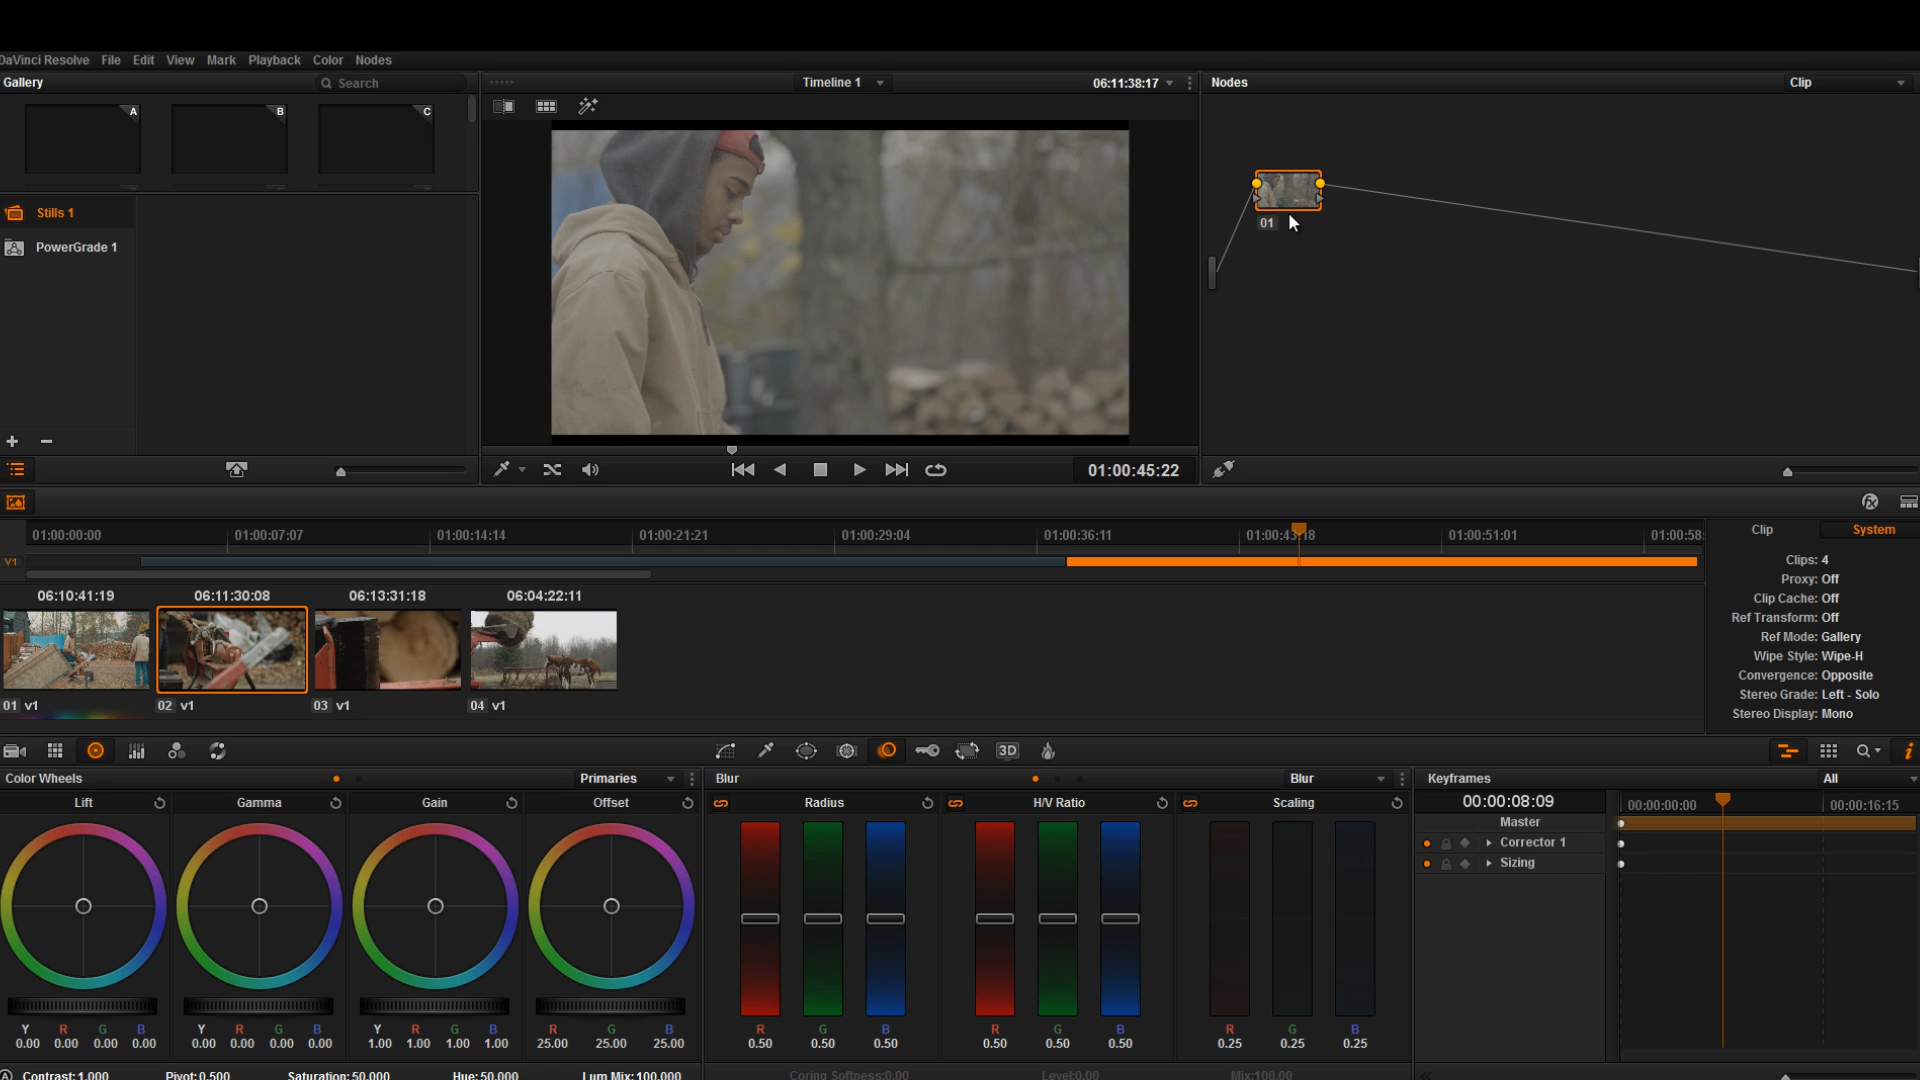 DaVinci Resolve File Edit View Mark Playback Color Nodes
Gallery Search Timeline 1 06:11:38:17 Nodes Clip
A B C
Stills 1
PowerGrade 1
01
01:00:45:22
01:00:00:00 01:00:07:07 01:00:14:14 01:00:21:21 01:00:29:04 01:00:36:11 01:00:43:18 01:00:51:01 01:00:58:
V1
Clip System
Clips: 4
Proxy: Off
Clip Cache: Off
Ref Transform: Off
Ref Mode: Gallery
Wipe Style: Wipe-H
Convergence: Opposite
Stereo Grade: Left - Solo
Stereo Display: Mono
06:10:41:19 06:11:30:08 06:13:31:18 06:04:22:11
01 v1 02 v1 03 v1 04 v1
3D
Color Wheels Primaries Blur Blur Keyframes All
Lift Gamma Gain Offset Radius H/V Ratio Scaling
00:00:08:09 00:00:00:00 00:00:16:15
Master
Corrector 1
Sizing
Y R G B Y R G B Y R G B R G B R G B R G B R G B
0.00 0.00 0.00 0.00 0.00 0.00 0.00 0.00 1.00 1.00 1.00 1.00 25.00 25.00 25.00 0.50 0.50 0.50 0.50 0.50 0.50 0.25 0.25 0.25
A Contrast:1.000 Pivot:0.500 Saturation:50.000 Hue:50.000 Lum Mix:100.000 Coring Softness:0.00 Level:0.00 Mix:100.00